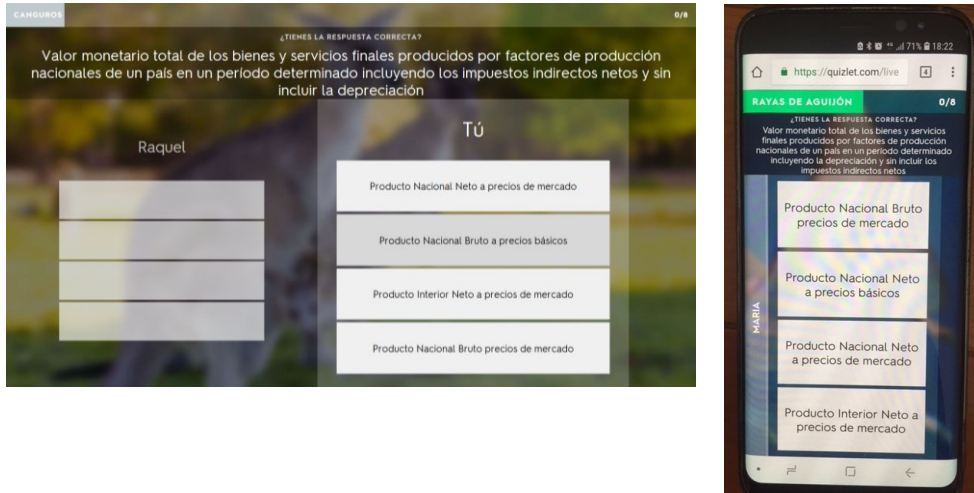 CANGUROS
0/8
¿TIENES LA RESPUESTA CORRECTA?
Valor monetario total de los bienes y servicios finales producidos por factores de producción
nacionales de un país en un período determinado incluyendo los impuestos indirectos netos y sin
incluir la depreciación
Raquel
Tú
Producto Nacional Neto a precios de mercado
Producto Nacional Bruto a precios básicos
Producto Interior Neto a precios de mercado
Producto Nacional Bruto precios de mercado
71% 18:22
https://quizlet.com/live
4
RAYAS DE AGUIJÓN
0/8
¿TIENES LA RESPUESTA CORRECTA?
Valor monetario total de los bienes y servicios
finales producidos por factores de producción
nacionales de un país en un período determinado
incluyendo la depreciación y sin incluir los
impuestos indirectos netos
MARIA
Producto Nacional Bruto
precios de mercado
Producto Nacional Neto
a precios básicos
Producto Nacional Neto
a precios de mercado
Producto Interior Neto a
precios de mercado